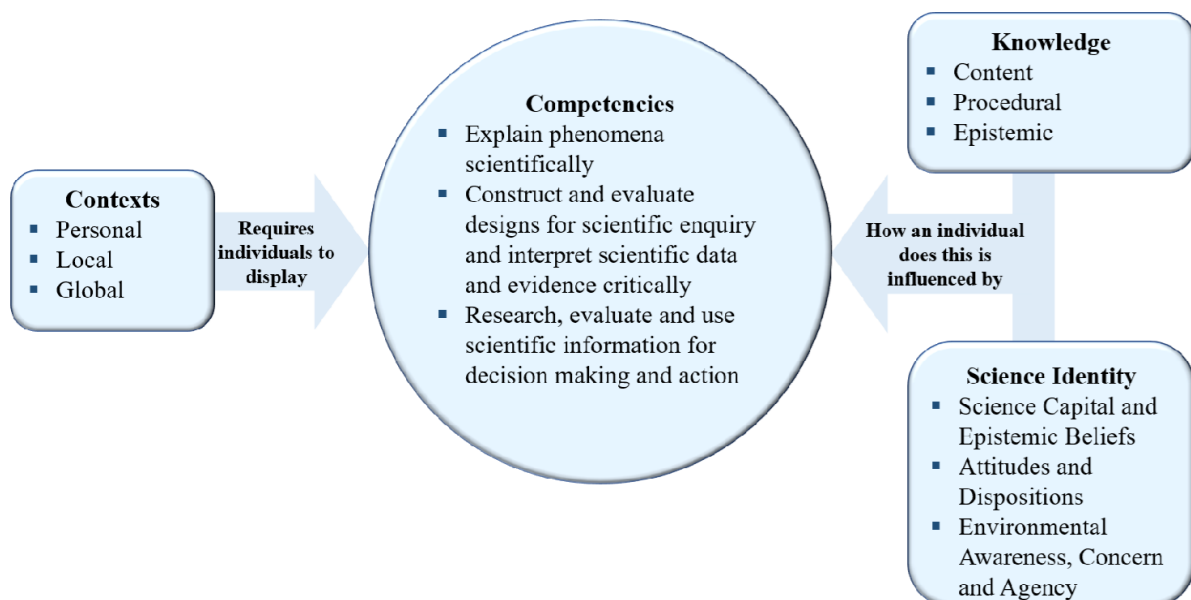 Contexts
▪ Personal
▪ Local
▪ Global
Requires
individuals to
display
Competencies
▪ Explain phenomena
scientifically
▪ Construct and evaluate
designs for scientific enquiry
and interpret scientific data
and evidence critically
▪ Research, evaluate and use
scientific information for
decision making and action
How an individual
does this is
influenced by
Knowledge
▪ Content
▪ Procedural
▪ Epistemic
Science Identity
▪ Science Capital and
Epistemic Beliefs
▪ Attitudes and
Dispositions
▪ Environmental
Awareness, Concern
and Agency